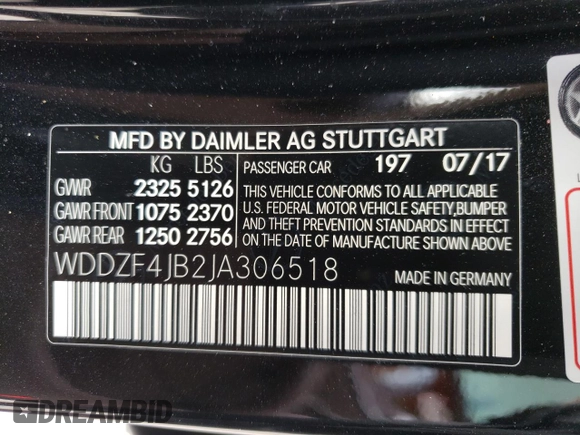 MFD BY DAIMLER AG STUTTGART
KG LBS
GVWR 2325 5126
GAWR FRONT 1075 2370
GAWR REAR 1250 2756
PASSENGER CAR 197 07/17
THIS VEHICLE CONFORMS TO ALL APPLICABLE
U.S. FEDERAL MOTOR VEHICLE SAFETY,BUMPER
AND THEFT PREVENTION STANDARDS IN EFFECT
ON THE DATE OF MANUFACTURE SHOWN ABOVE.
MADE IN GERMANY
WDDZF4JB2JA306518
DREAMBID